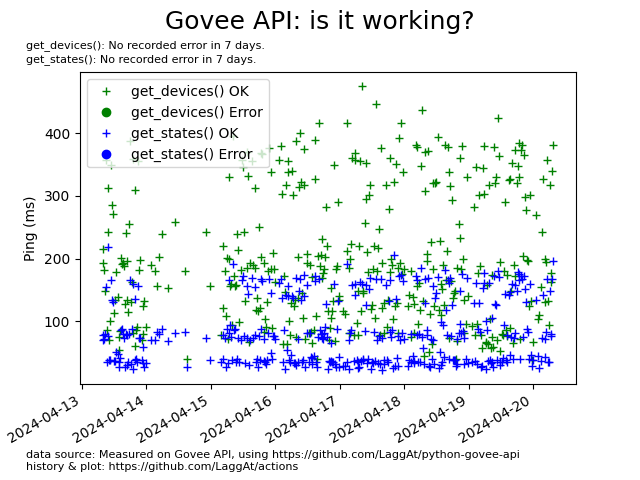 Govee API: is it working?
get_devices(): No recorded error in 7 days.
get_states(): No recorded error in 7 days.
get_devices() OK
get_devices() Error
get_states() OK
get_states() Error
400
300
200
100
Ping (ms)
2024-04-13
2024-04-14
2024-04-15
2024-04-16
2024-04-17
2024-04-18
2024-04-19
2024-04-20
data source: Measured on Govee API, using https://github.com/LaggAt/python-govee-api
history & plot: https://github.com/LaggAt/actions